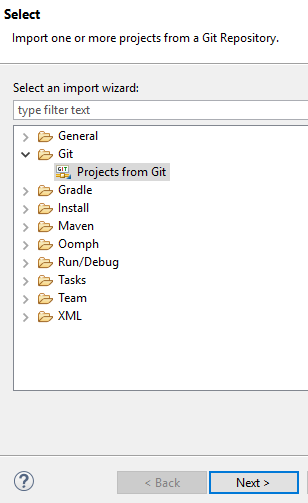 Select
Import one or more projects from a Git Repository.
Select an import wizard:
type filter text
General
Git
GIT Projects from Git
Gradle
Install
Maven
Oomph
Run/Debug
Tasks
Team
XML
? < Back Next >